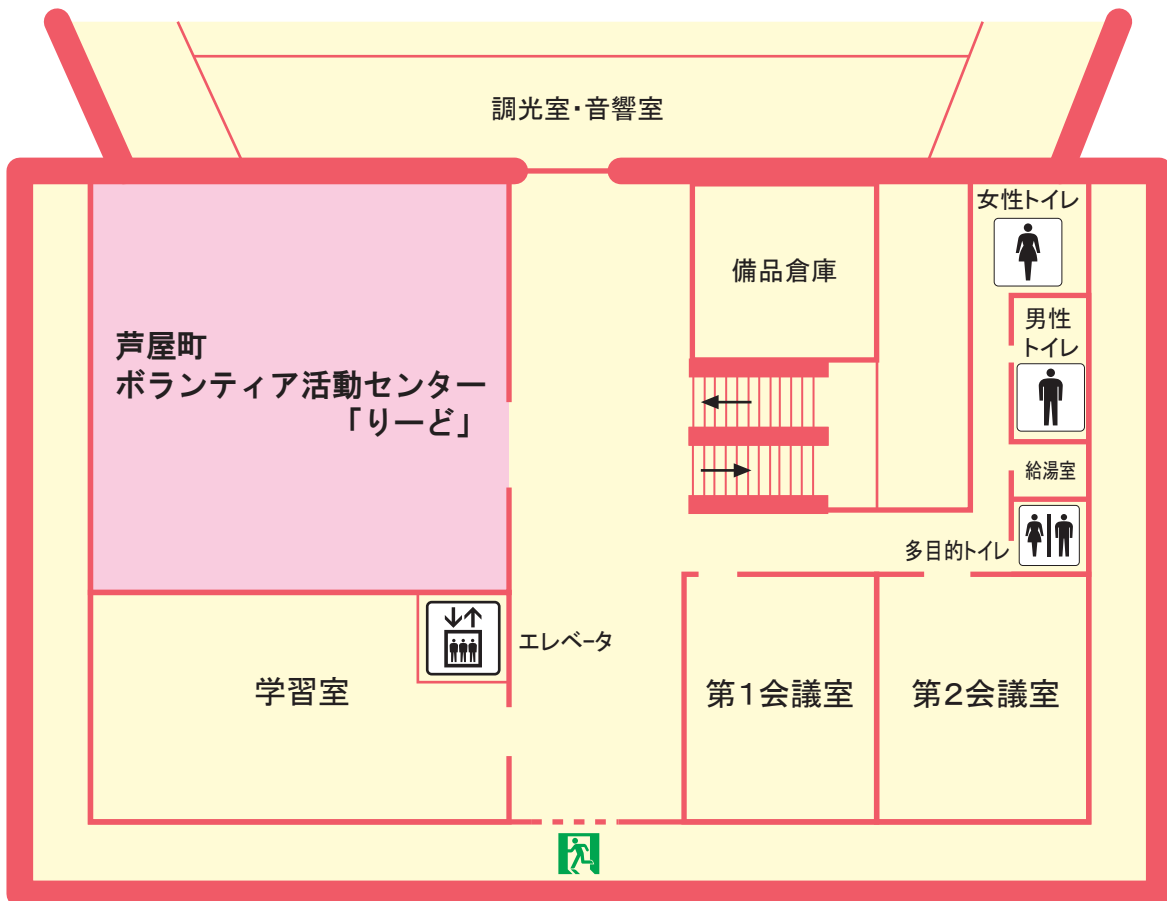 調光室・音響室
女性トイレ
備品倉庫
男性
トイレ
芦屋町
ボランティア活動センター
「りーど」
給湯室
多目的トイレ
エレベータ
学習室
第1会議室
第2会議室